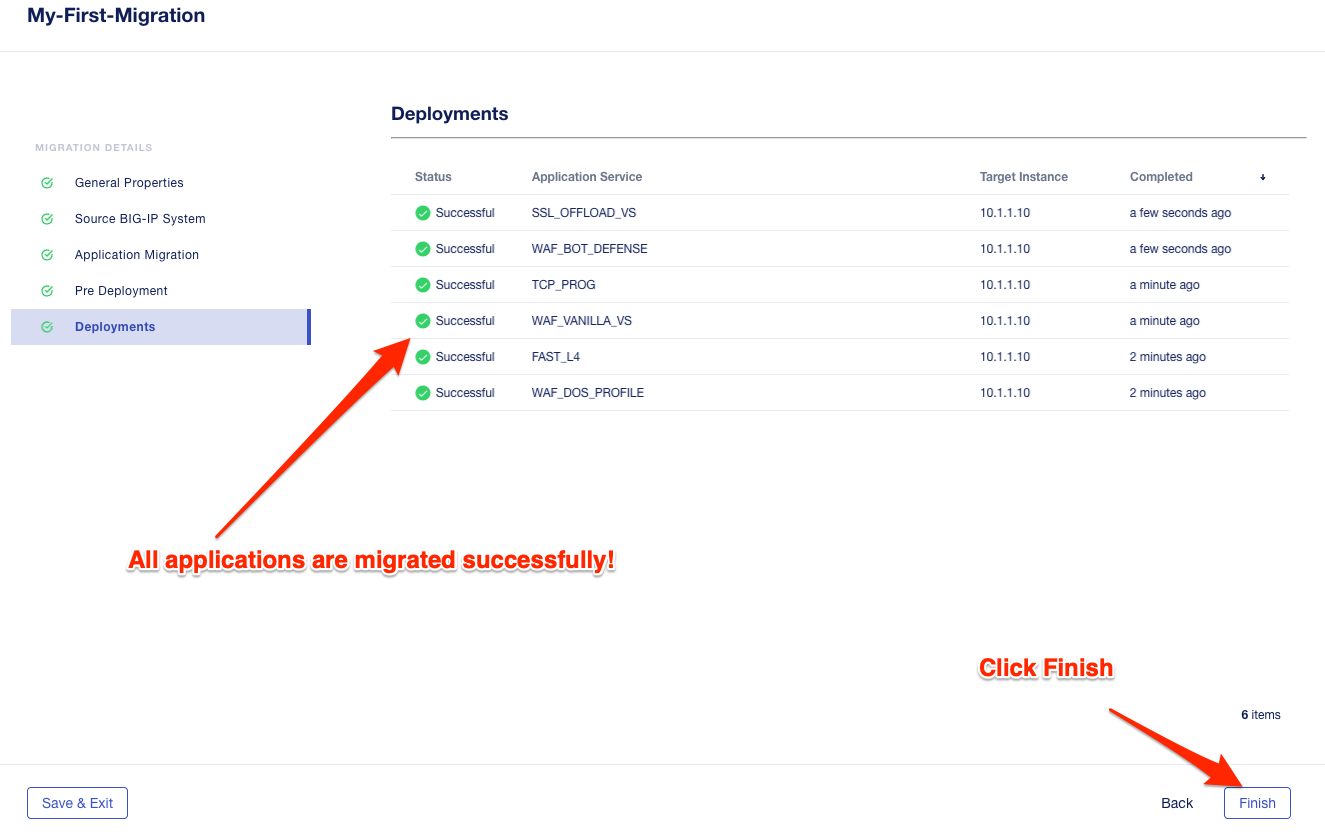 My-First-Migration
Deployments
MIGRATION DETAILS
General Properties
Source BIG-IP System
Application Migration
Pre Deployment
Deployments
Status Application Service Target Instance Completed
Successful SSL_OFFLOAD_VS 10.1.1.10 a few seconds ago
Successful WAF_BOT_DEFENSE 10.1.1.10 a few seconds ago
Successful TCP_PROG 10.1.1.10 a minute ago
Successful WAF_VANILLA_VS 10.1.1.10 a minute ago
Successful FAST_L4 10.1.1.10 2 minutes ago
Successful WAF_DOS_PROFILE 10.1.1.10 2 minutes ago
All applications are migrated successfully!
Click Finish
6 items
Save & Exit Back Finish